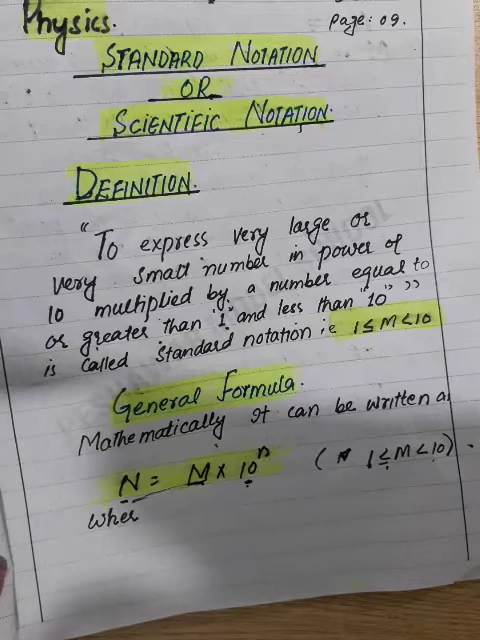 Physics.
Page: 09.
STANDARD NOTATION
OR
SCIENTIFIC NOTATION.
DEFINITION.
"To express very large or
very small number in power of
10 multiplied by a number equal to
or greater than "1" and less than "10" ”
is called Standard notation i.e 1≤M<10
General Formula.
Mathematically It can be written as
N = M × 10ⁿ ( 1≤M<10) .
Wher